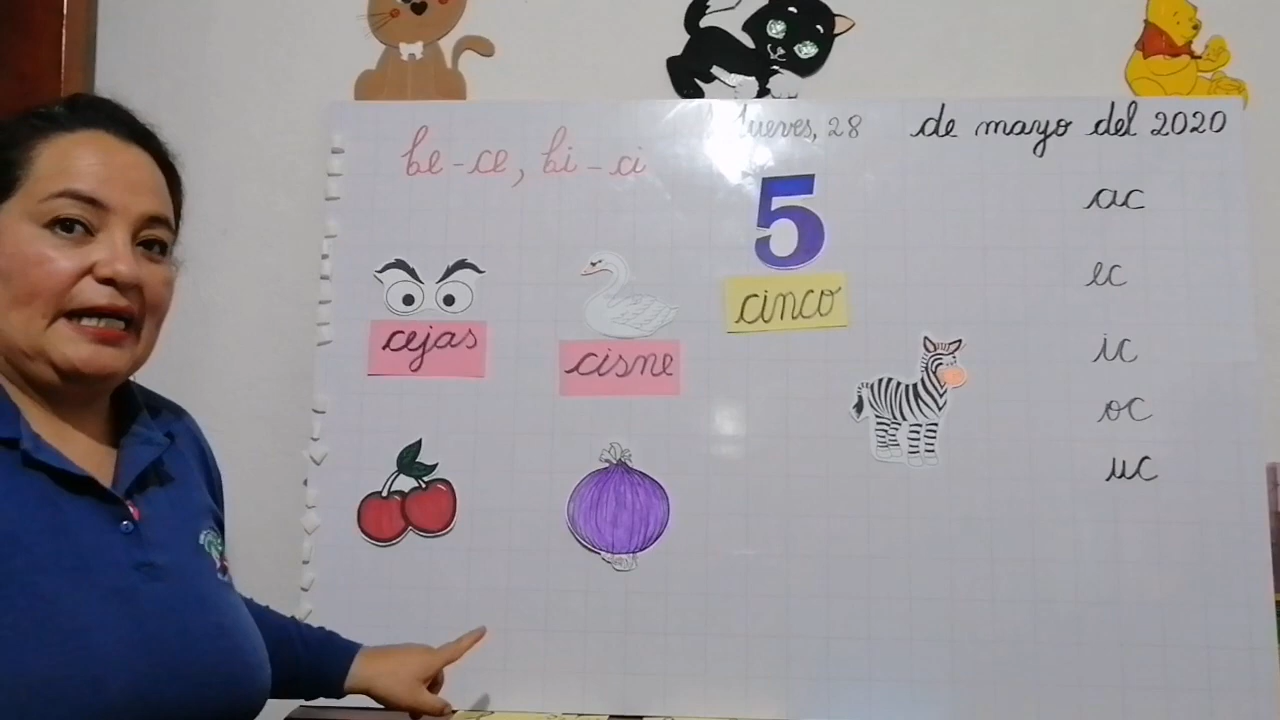 Jueves, 28 de mayo del 2020
be-ce, bi-ci
5
cejas
cisne
cinco
ac
ec
ic
oc
uc